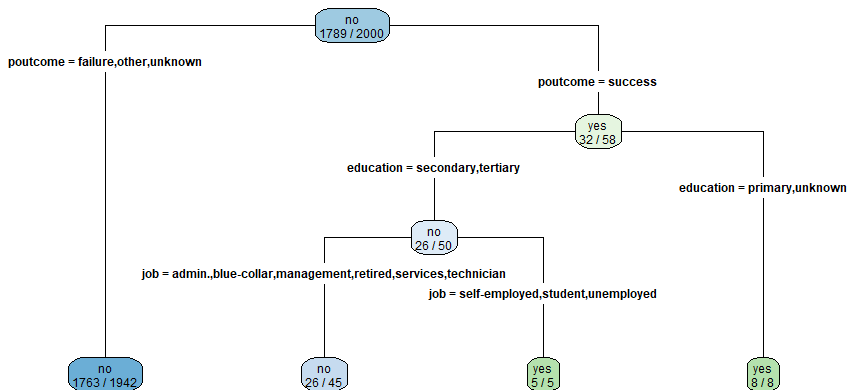 no
1789 / 2000
poutcome = failure,other,unknown
poutcome = success
yes
32 / 58
education = secondary,tertiary
education = primary,unknown
no
26 / 50
job = admin.,blue-collar,management,retired,services,technician
job = self-employed,student,unemployed
no
1763 / 1942
no
26 / 45
yes
5 / 5
yes
8 / 8